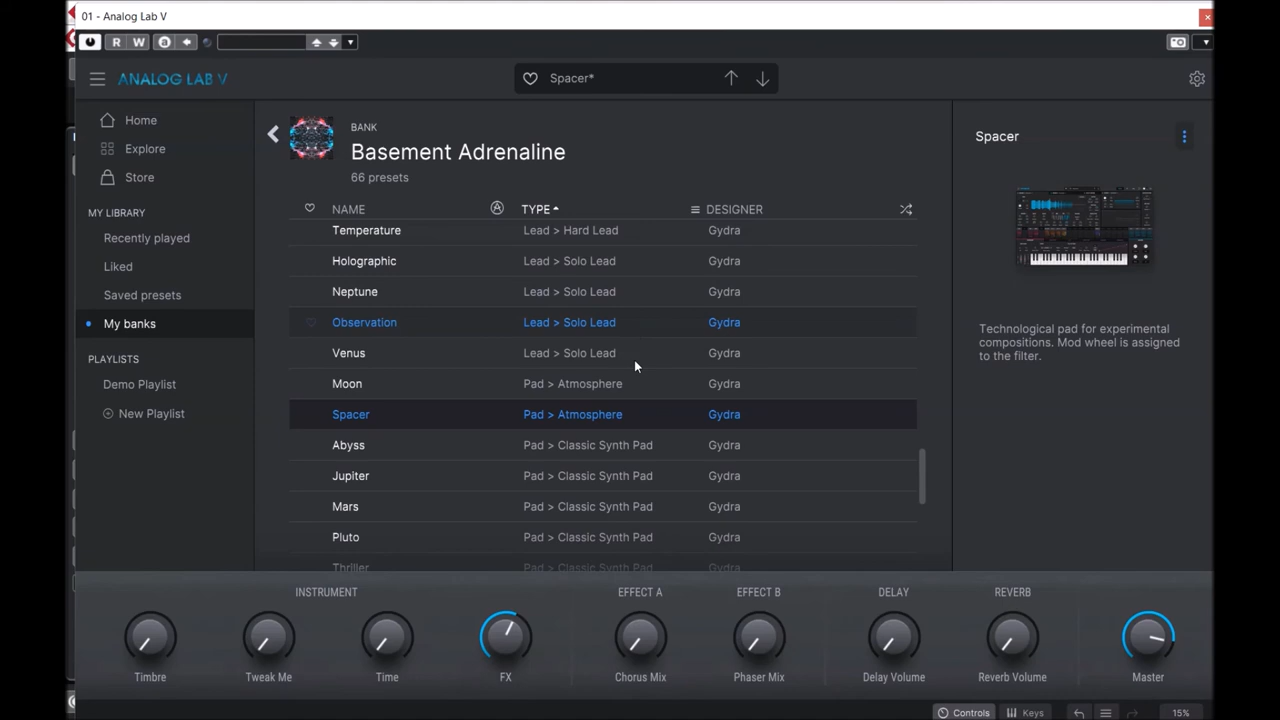 01 - Analog Lab V
R W
ANALOG LAB V
Spacer*
Home
Explore
Store
MY LIBRARY
Recently played
Liked
Saved presets
My banks
PLAYLISTS
Demo Playlist
New Playlist
BANK
Basement Adrenaline
66 presets
NAME TYPE DESIGNER
Temperature Lead > Hard Lead Gydra
Holographic Lead > Solo Lead Gydra
Neptune Lead > Solo Lead Gydra
Observation Lead > Solo Lead Gydra
Venus Lead > Solo Lead Gydra
Moon Pad > Atmosphere Gydra
Spacer Pad > Atmosphere Gydra
Abyss Pad > Classic Synth Pad Gydra
Jupiter Pad > Classic Synth Pad Gydra
Mars Pad > Classic Synth Pad Gydra
Pluto Pad > Classic Synth Pad Gydra
Thriller Pad > Classic Synth Pad Gydra
Spacer
Technological pad for experimental
compositions. Mod wheel is assigned
to the filter.
INSTRUMENT EFFECT A EFFECT B DELAY REVERB
Timbre Tweak Me Time FX Chorus Mix Phaser Mix Delay Volume Reverb Volume Master
Controls Keys 15%